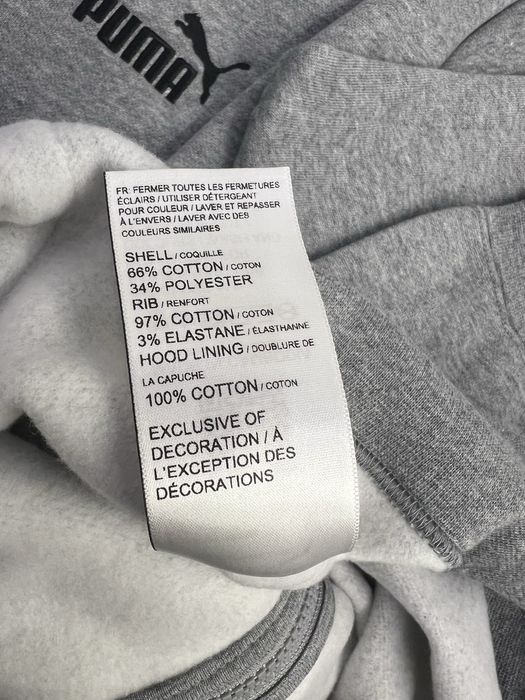 PUMA
FR: FERMER TOUTES LES FERMETURES
ÉCLAIRS / UTILISER DÉTERGENT
POUR COULEUR / LAVER ET REPASSER
À L'ENVERS / LAVER AVEC DES
COULEURS SIMILAIRES
SHELL / COQUILLE
66% COTTON / COTON
34% POLYESTER
RIB / RENFORT
97% COTTON / COTON
3% ELASTANE / ÉLASTHANNE
HOOD LINING / DOUBLURE DE
LA CAPUCHE
100% COTTON / COTON
EXCLUSIVE OF
DECORATION / À
L'EXCEPTION DES
DÉCORATIONS